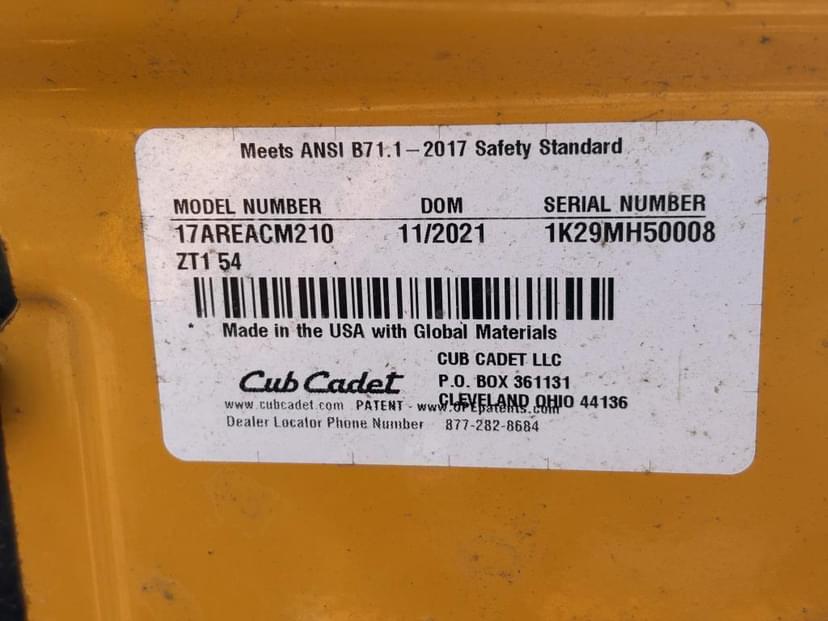 Meets ANSI B71.1-2017 Safety Standard
MODEL NUMBER DOM SERIAL NUMBER
17AREACM210 11/2021 1K29MH50008
ZT1 54
* Made in the USA with Global Materials
CUB CADET LLC
Cub Cadet P.O. BOX 361131
CLEVELAND OHIO 44136
www.cubcadet.com PATENT - www.OPEpatents.com
Dealer Locator Phone Number 877-282-8684